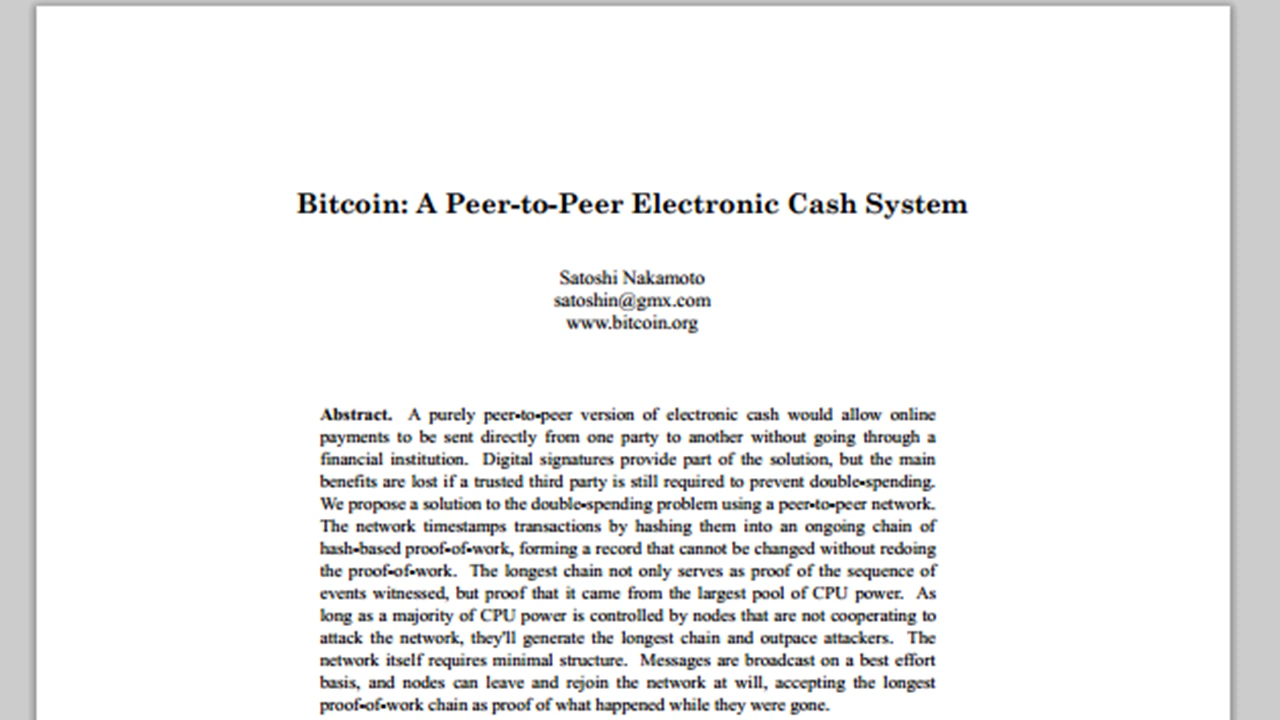 Bitcoin: A Peer-to-Peer Electronic Cash System
Satoshi Nakamoto
satoshin@gmx.com
www.bitcoin.org
Abstract. A purely peer-to-peer version of electronic cash would allow online
payments to be sent directly from one party to another without going through a
financial institution. Digital signatures provide part of the solution, but the main
benefits are lost if a trusted third party is still required to prevent double-spending.
We propose a solution to the double-spending problem using a peer-to-peer network.
The network timestamps transactions by hashing them into an ongoing chain of
hash-based proof-of-work, forming a record that cannot be changed without redoing
the proof-of-work. The longest chain not only serves as proof of the sequence of
events witnessed, but proof that it came from the largest pool of CPU power. As
long as a majority of CPU power is controlled by nodes that are not cooperating to
attack the network, they'll generate the longest chain and outpace attackers. The
network itself requires minimal structure. Messages are broadcast on a best effort
basis, and nodes can leave and rejoin the network at will, accepting the longest
proof-of-work chain as proof of what happened while they were gone.